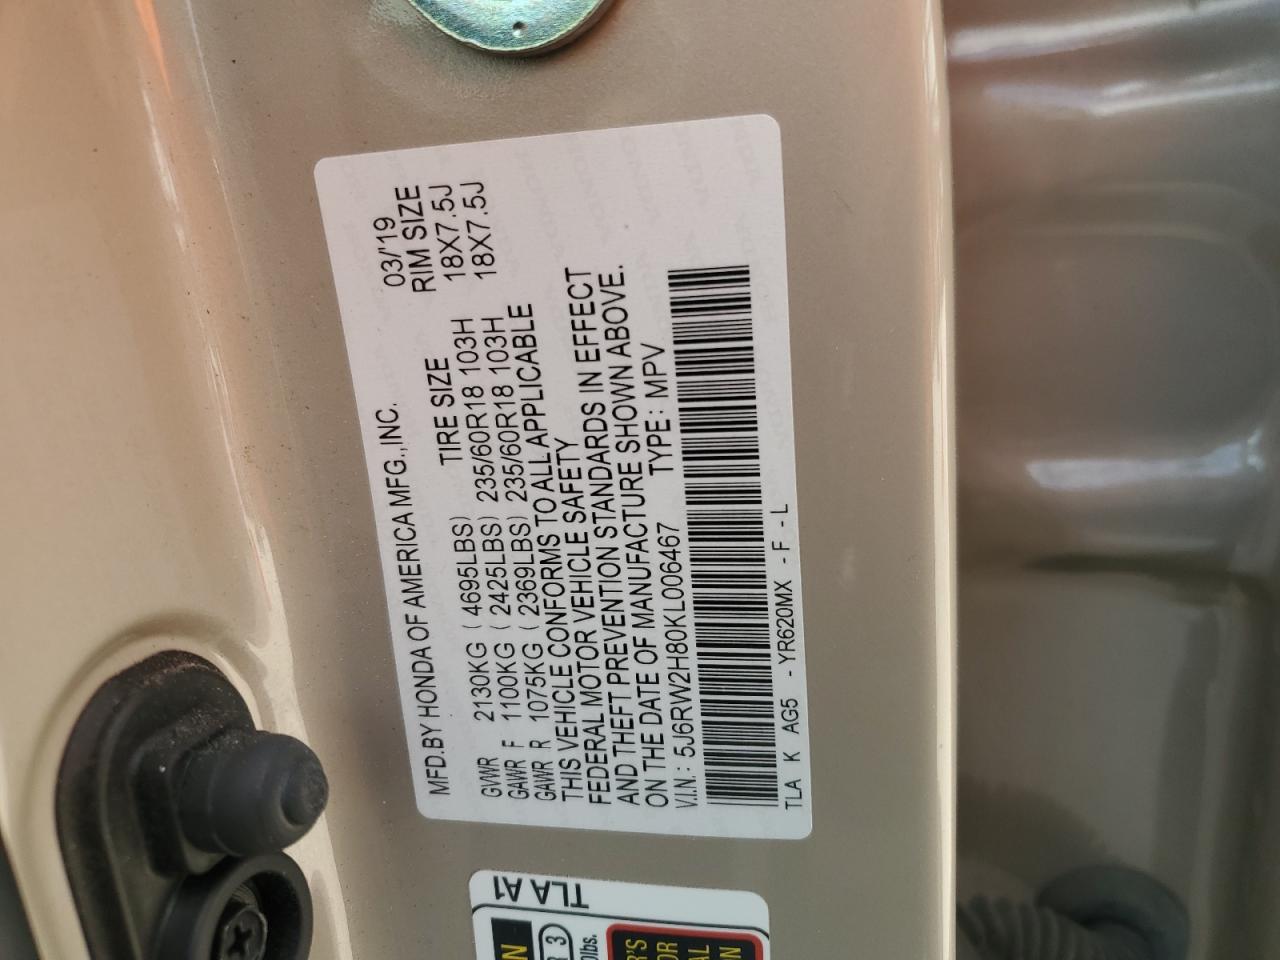 MFD.BY HONDA OF AMERICA MFG.,INC. 03/'19
TIRE SIZE RIM SIZE
GVWR 2130KG ( 4695LBS)
GAWR F 1100KG ( 2425LBS) 235/60R18 103H 18X7.5J
GAWR R 1075KG ( 2369LBS) 235/60R18 103H 18X7.5J
THIS VEHICLE CONFORMS TO ALL APPLICABLE
FEDERAL MOTOR VEHICLE SAFETY
AND THEFT PREVENTION STANDARDS IN EFFECT
ON THE DATE OF MANUFACTURE SHOWN ABOVE.
V.I.N.: 5J6RW2H80KL006467 TYPE: MPV
TLA K AG5 - YR620MX - F - L
TLA A1
3
lbs.